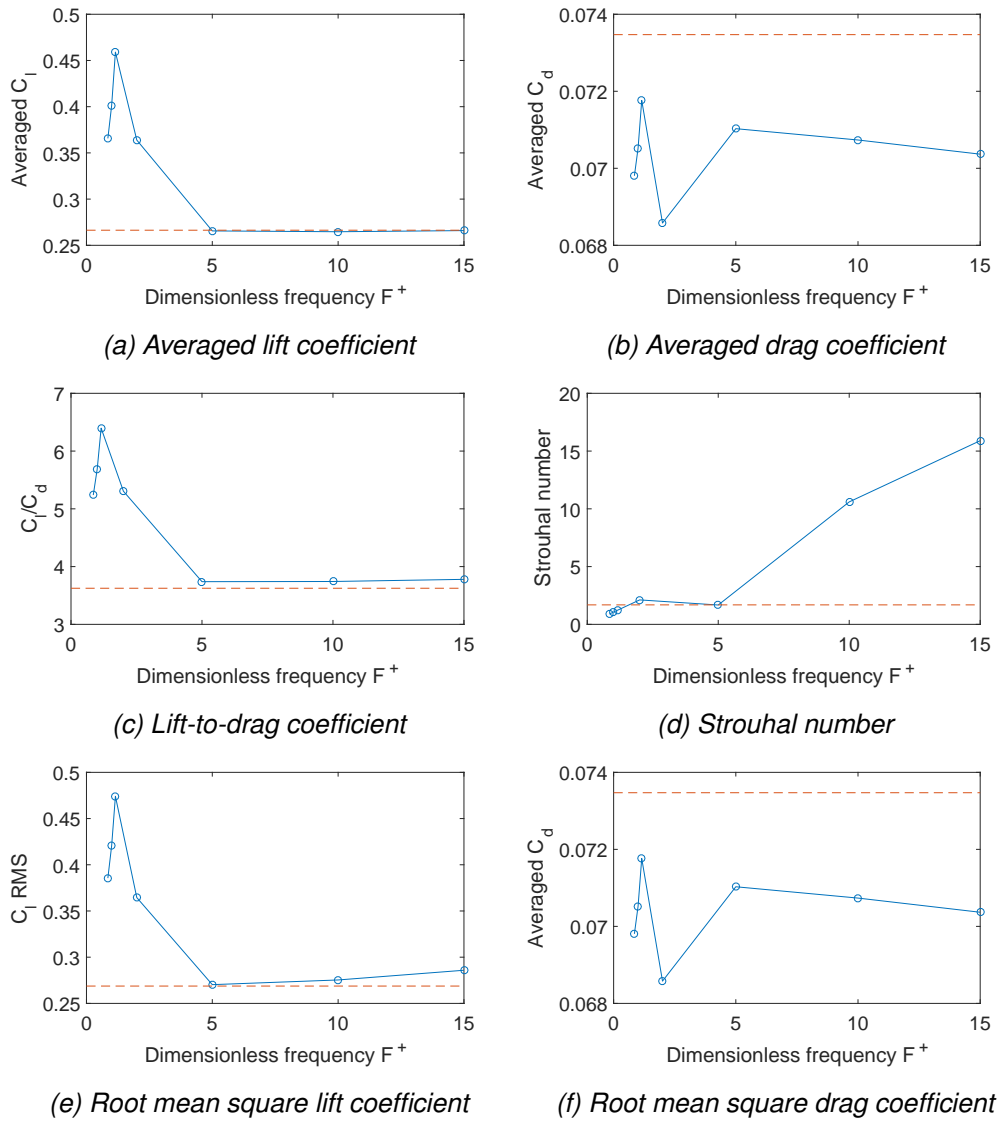 0.5
0.45
0.4
0.35
0.3
0.25
Averaged C_l
0 5 10 15
Dimensionless frequency F^+
(a) Averaged lift coefficient
0.074
0.072
0.07
0.068
Averaged C_d
0 5 10 15
Dimensionless frequency F^+
(b) Averaged drag coefficient
7
6
5
4
3
C_l/C_d
0 5 10 15
Dimensionless frequency F^+
(c) Lift-to-drag coefficient
20
15
10
5
0
Strouhal number
0 5 10 15
Dimensionless frequency F^+
(d) Strouhal number
0.5
0.45
0.4
0.35
0.3
0.25
C_l RMS
0 5 10 15
Dimensionless frequency F^+
(e) Root mean square lift coefficient
0.074
0.072
0.07
0.068
Averaged C_d
0 5 10 15
Dimensionless frequency F^+
(f) Root mean square drag coefficient